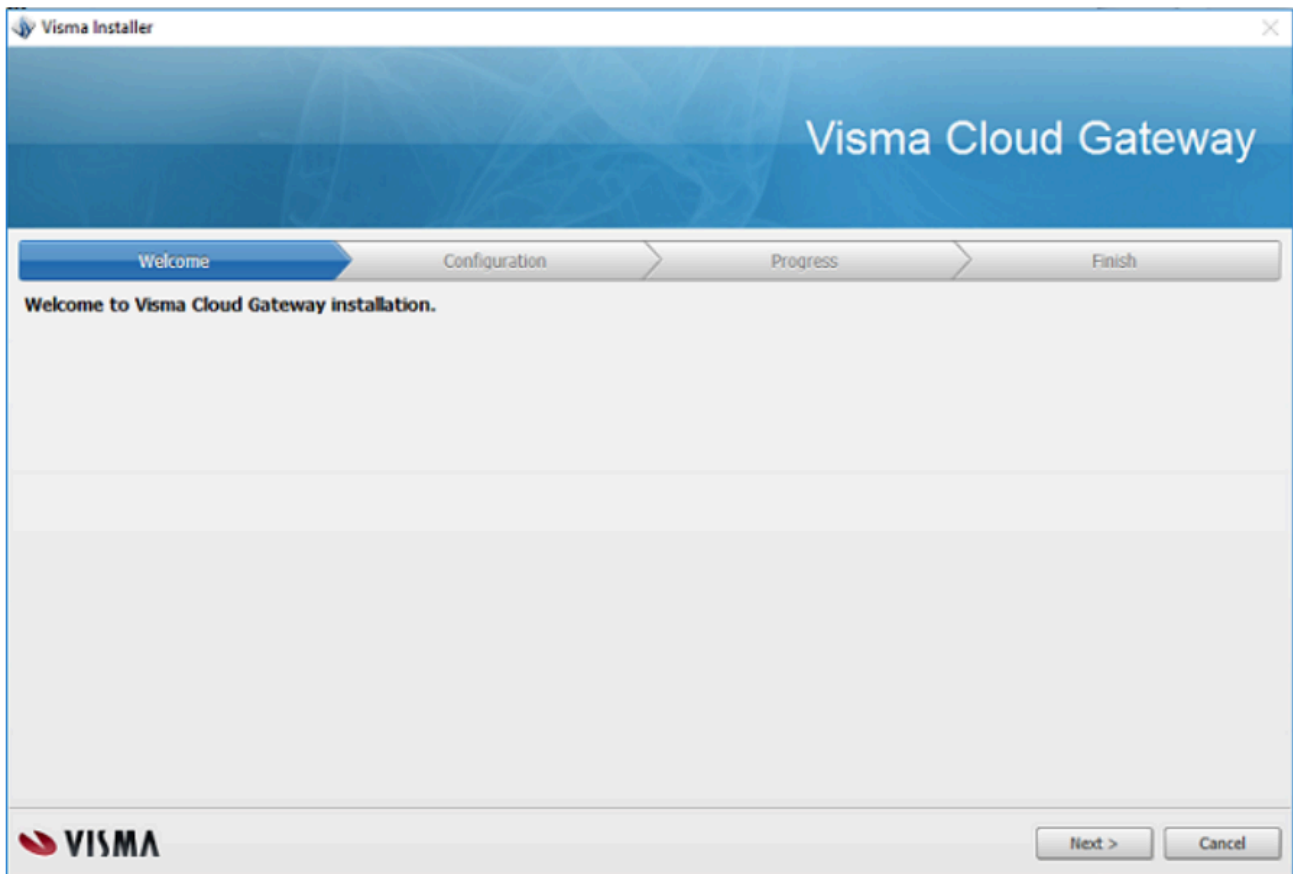 Visma Installer
Visma Cloud Gateway
Welcome Configuration Progress Finish
Welcome to Visma Cloud Gateway installation.
VISMA Next > Cancel